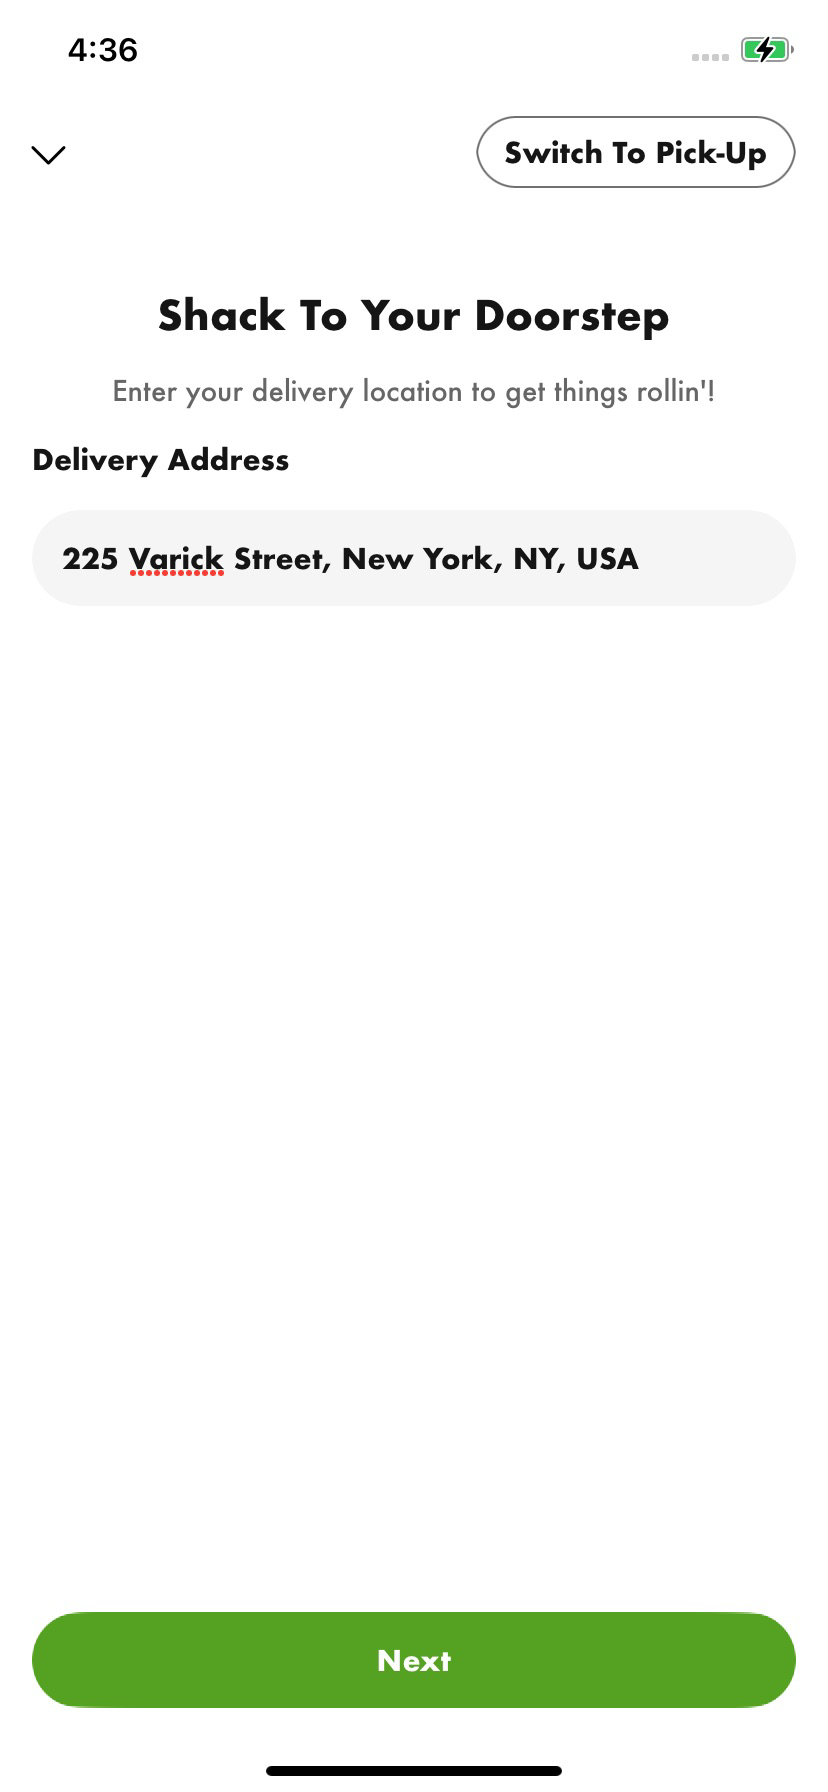 4:36
Switch To Pick-Up
Shack To Your Doorstep
Enter your delivery location to get things rollin'!
Delivery Address
225 Varick Street, New York, NY, USA
Next